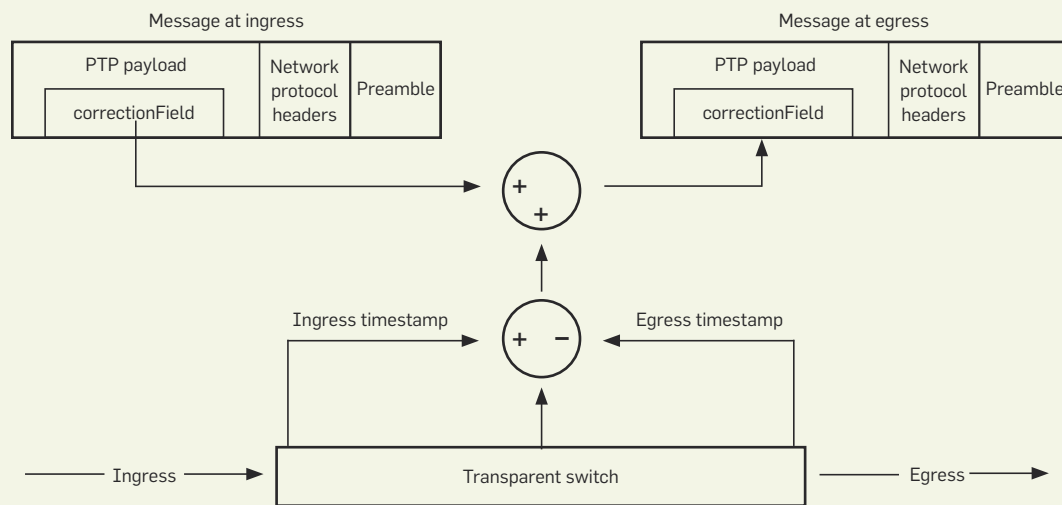 Message at ingress
Message at egress
PTP payload
correctionField
Network
protocol
headers
Preamble
PTP payload
correctionField
Network
protocol
headers
Preamble
+
+
Ingress timestamp
+ −
Egress timestamp
Ingress
Transparent switch
Egress